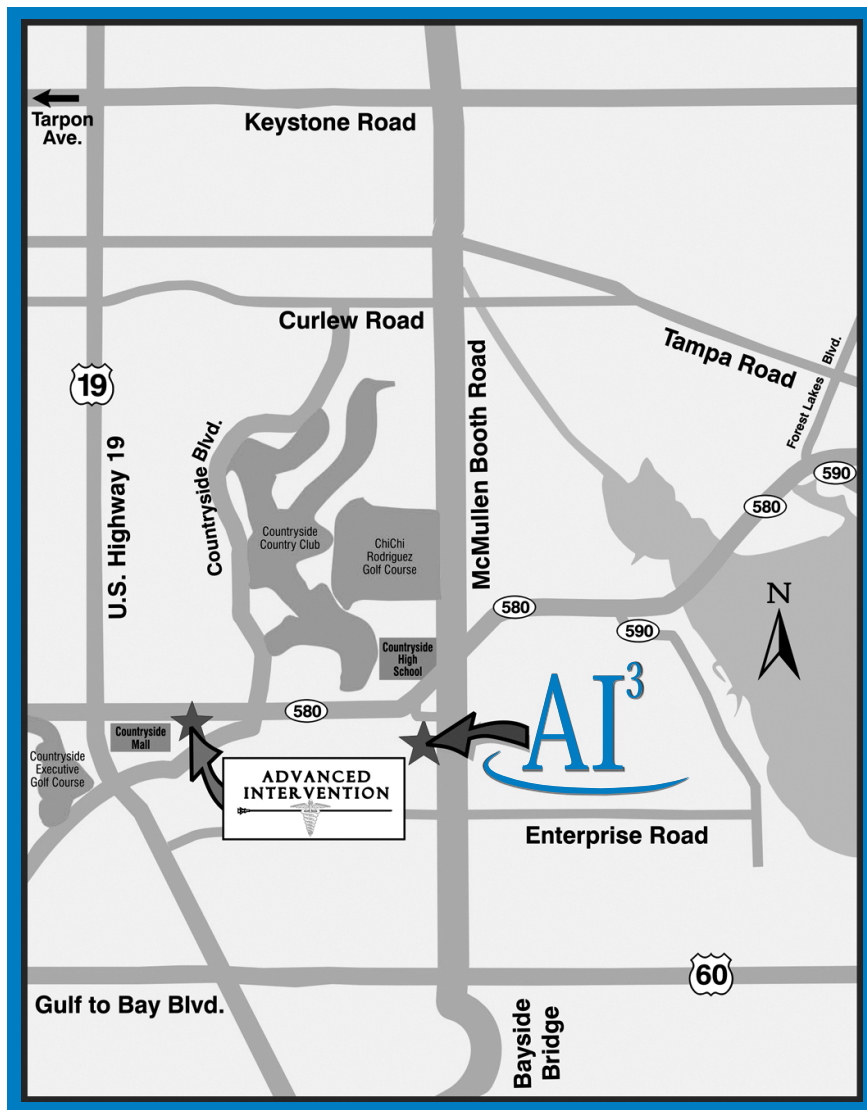 Tarpon
Ave.
Keystone Road
Curlew Road
Tampa Road
Forest Lakes Blvd.
19
U.S. Highway 19
Countryside Blvd.
McMullen Booth Road
Countryside
Country Club
ChiChi
Rodriguez
Golf Course
590
580
N
580
590
Countryside
High
School
AI3
580
Countryside
Mall
Countryside
Executive
Golf Course
ADVANCED
INTERVENTION
Enterprise Road
60
Gulf to Bay Blvd.
Bayside
Bridge